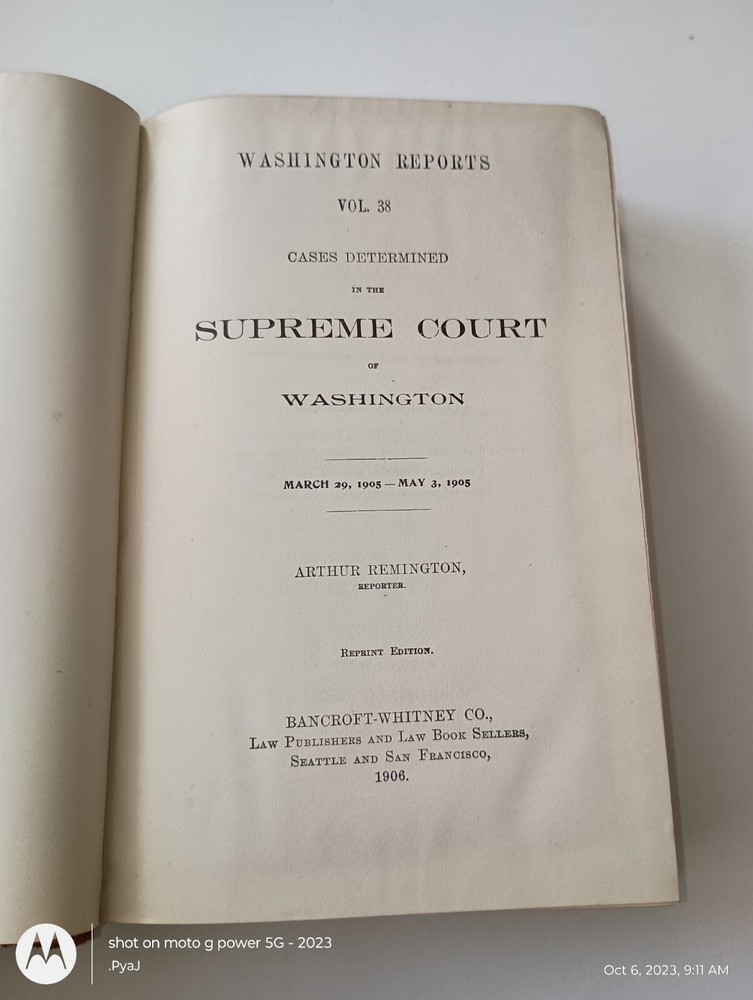 WASHINGTON REPORTS
VOL. 38
CASES DETERMINED
IN THE
SUPREME COURT
OF
WASHINGTON
MARCH 29, 1905 — MAY 3, 1905
ARTHUR REMINGTON,
REPORTER.
REPRINT EDITION.
BANCROFT-WHITNEY CO.,
LAW PUBLISHERS AND LAW BOOK SELLERS,
SEATTLE AND SAN FRANCISCO,
1906.
shot on moto g power 5G - 2023
.PyaJ
Oct 6, 2023, 9:11 AM